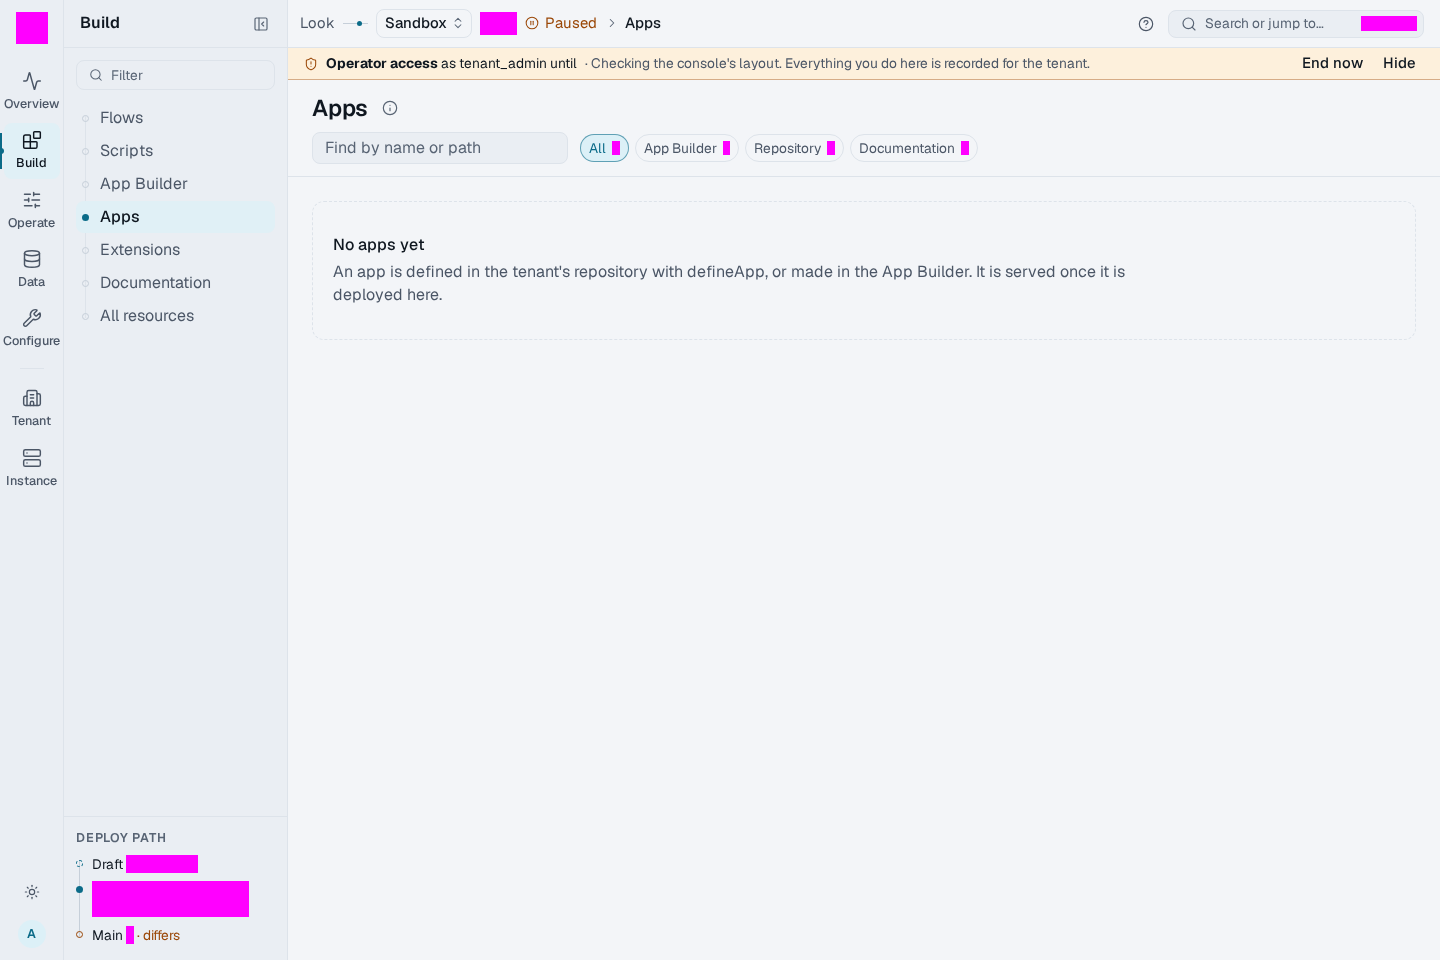 Build
Look
Sandbox
Paused
Apps
Search or jump to...
Operator access as tenant_admin until · Checking the console's layout. Everything you do here is recorded for the tenant.
End now
Hide
Overview
Build
Operate
Data
Configure
Tenant
Instance
A
Filter
Flows
Scripts
App Builder
Apps
Extensions
Documentation
All resources
DEPLOY PATH
Draft
Main · differs
Apps
Find by name or path
All
App Builder
Repository
Documentation
No apps yet
An app is defined in the tenant's repository with defineApp, or made in the App Builder. It is served once it is
deployed here.